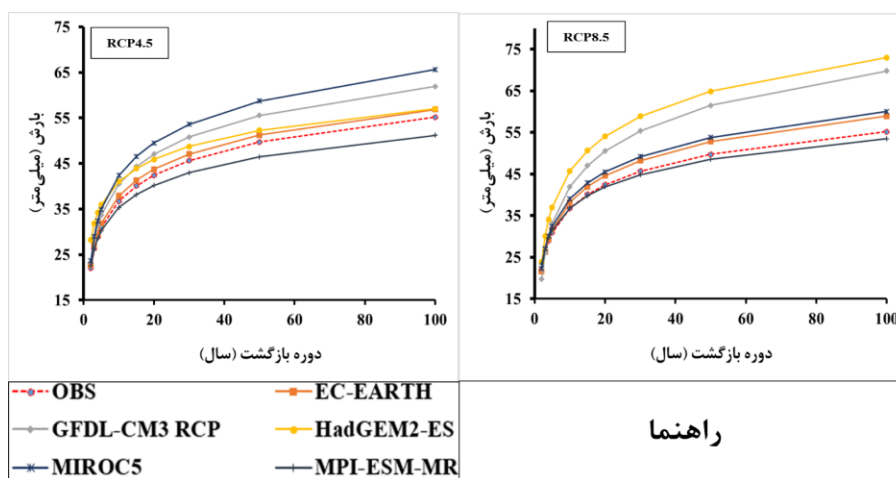 RCP4.5
بارش (میلی‌متر)
65
55
45
35
25
15
0 20 40 60 80 100
دوره بازگشت (سال)
RCP8.5
بارش (میلی‌متر)
75
65
55
45
35
25
15
0 20 40 60 80 100
دوره بازگشت (سال)
OBS EC-EARTH
GFDL-CM3 RCP HadGEM2-ES
MIROC5 MPI-ESM-MR
راهنما